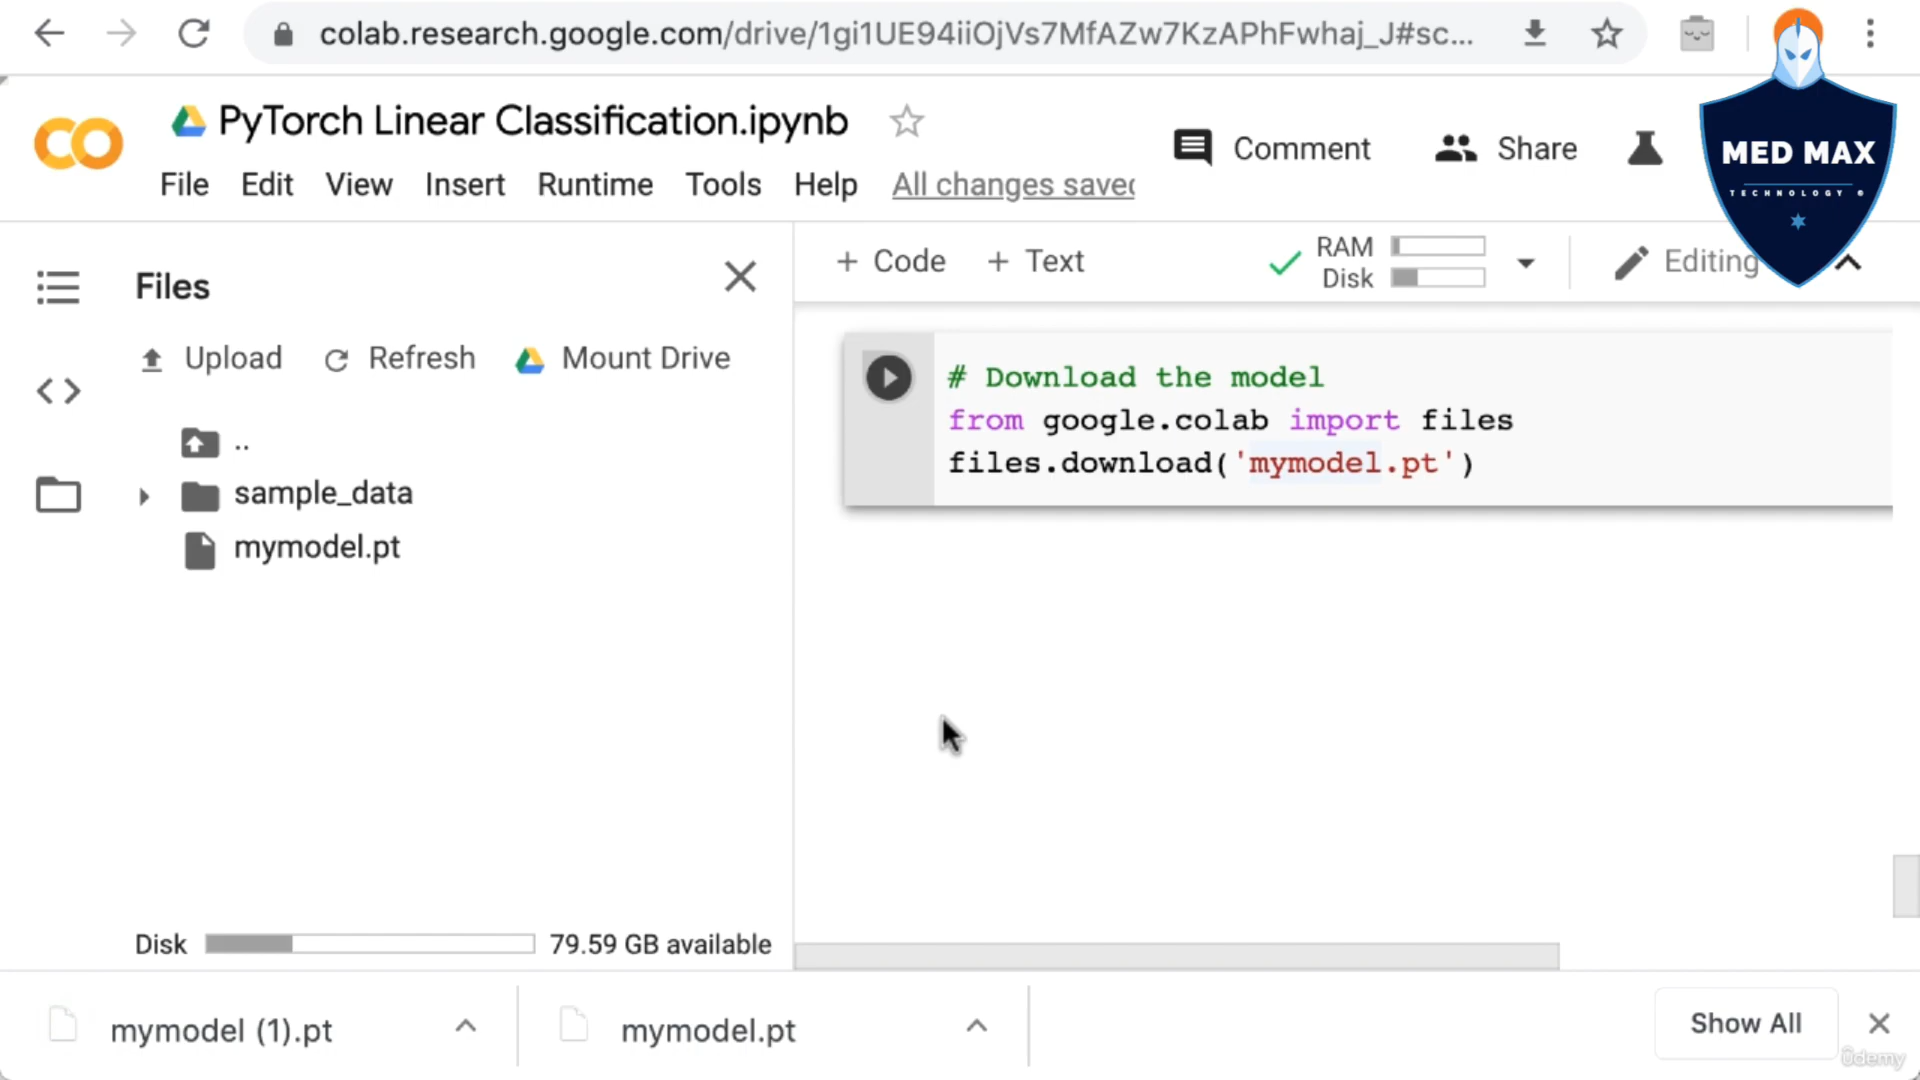 colab.research.google.com/drive/1gi1UE94iiOjVs7MfAZw7KzAPhFwhaj_J#sc...
PyTorch Linear Classification.ipynb
File Edit View Insert Runtime Tools Help All changes saved
Comment
Share
MED MAX
TECHNOLOGY ®
Files
Upload Refresh Mount Drive
..
sample_data
mymodel.pt
Disk 79.59 GB available
+ Code + Text
RAM
Disk
Editing
# Download the model
from google.colab import files
files.download('mymodel.pt')
mymodel (1).pt
mymodel.pt
Show All
ûdemy